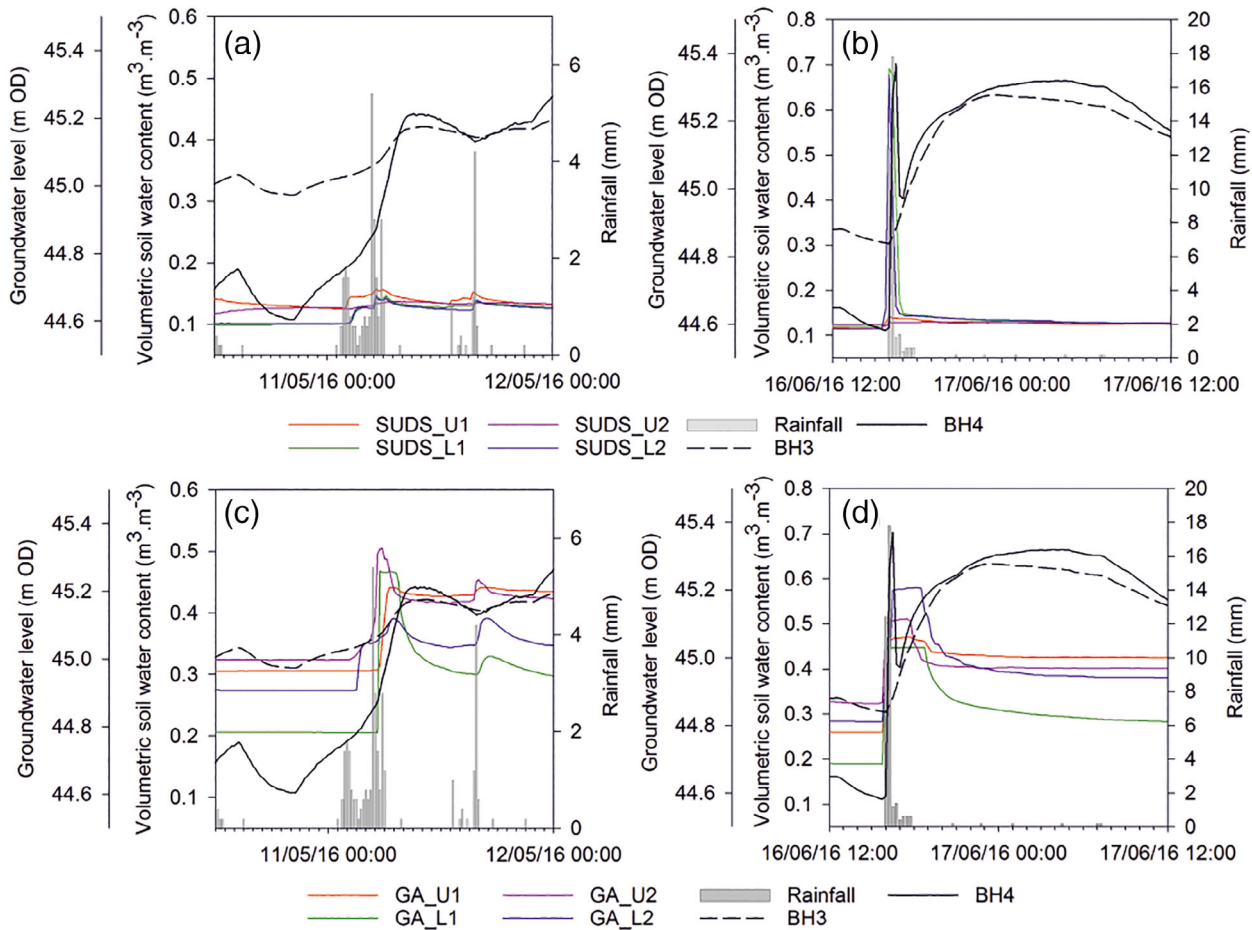 (a)
Groundwater level (m OD)
45.4
45.2
45.0
44.8
44.6
Volumetric soil water content (m³.m⁻³)
0.6
0.5
0.4
0.3
0.2
0.1
6
4
2
0
Rainfall (mm)
11/05/16 00:00
12/05/16 00:00
(b)
Groundwater level (m OD)
45.4
45.2
45.0
44.8
44.6
Volumetric soil water content (m³.m⁻³)
0.8
0.7
0.6
0.5
0.4
0.3
0.2
0.1
20
18
16
14
12
10
8
6
4
2
0
Rainfall (mm)
16/06/16 12:00
17/06/16 00:00
17/06/16 12:00
SUDS_U1
SUDS_U2
Rainfall
BH4
SUDS_L1
SUDS_L2
BH3
(c)
Groundwater level (m OD)
45.4
45.2
45.0
44.8
44.6
Volumetric soil water content (m³.m⁻³)
0.6
0.5
0.4
0.3
0.2
0.1
6
4
2
0
Rainfall (mm)
11/05/16 00:00
12/05/16 00:00
(d)
Groundwater level (m OD)
45.4
45.2
45.0
44.8
44.6
Volumetric soil water content (m³.m⁻³)
0.8
0.7
0.6
0.5
0.4
0.3
0.2
0.1
20
18
16
14
12
10
8
6
4
2
0
Rainfall (mm)
16/06/16 12:00
17/06/16 00:00
17/06/16 12:00
GA_U1
GA_U2
Rainfall
BH4
GA_L1
GA_L2
BH3